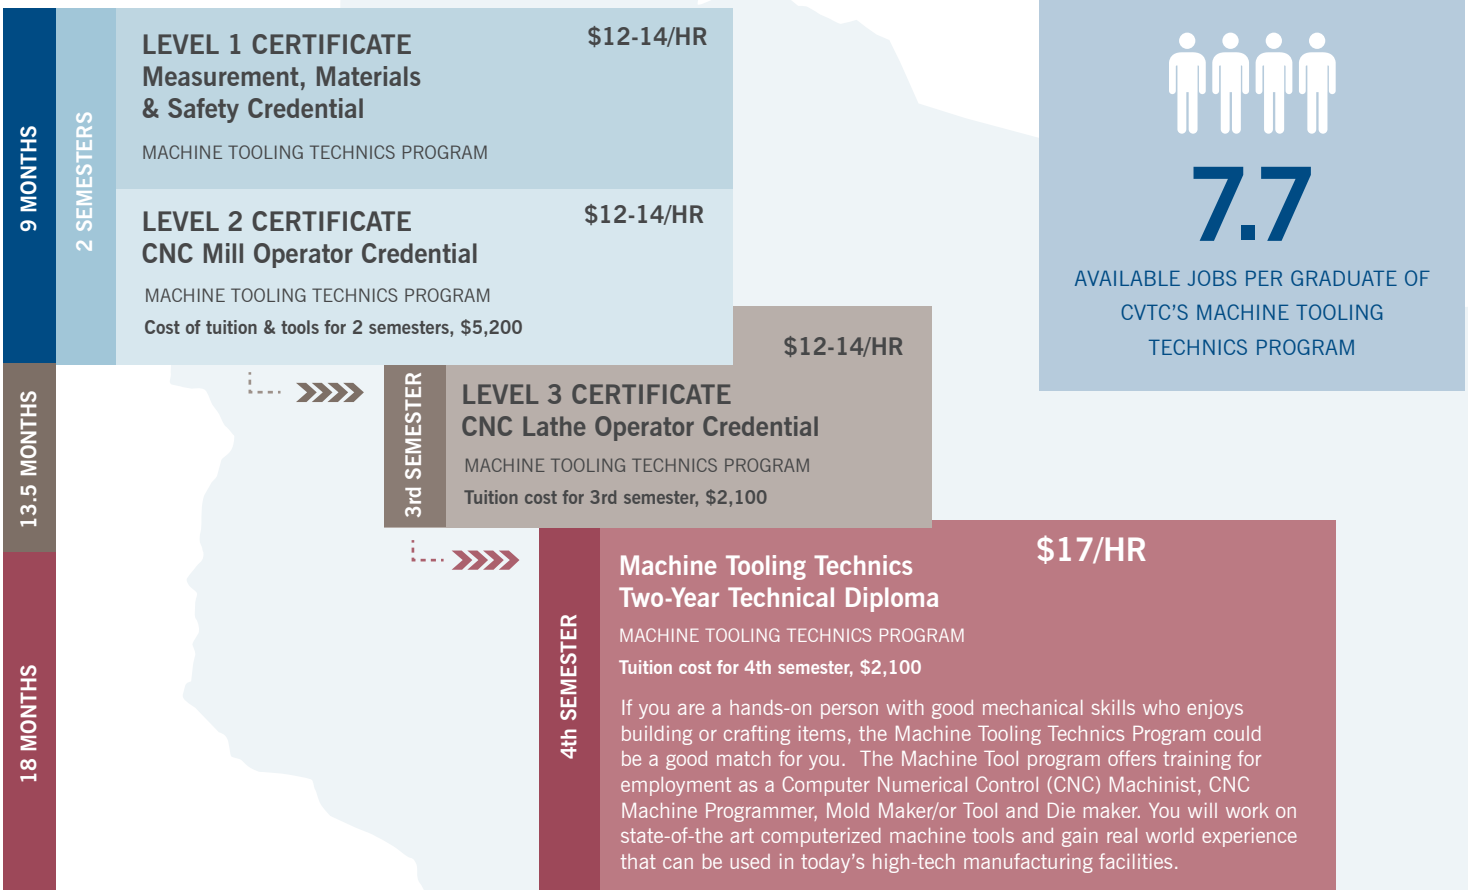 9 MONTHS
2 SEMESTERS
LEVEL 1 CERTIFICATE
$12-14/HR
Measurement, Materials
& Safety Credential
MACHINE TOOLING TECHNICS PROGRAM
LEVEL 2 CERTIFICATE
$12-14/HR
CNC Mill Operator Credential
MACHINE TOOLING TECHNICS PROGRAM
Cost of tuition & tools for 2 semesters, $5,200
7.7
AVAILABLE JOBS PER GRADUATE OF
CVTC’S MACHINE TOOLING
TECHNICS PROGRAM
13.5 MONTHS
3rd SEMESTER
$12-14/HR
LEVEL 3 CERTIFICATE
CNC Lathe Operator Credential
MACHINE TOOLING TECHNICS PROGRAM
Tuition cost for 3rd semester, $2,100
18 MONTHS
4th SEMESTER
$17/HR
Machine Tooling Technics
Two-Year Technical Diploma
MACHINE TOOLING TECHNICS PROGRAM
Tuition cost for 4th semester, $2,100
If you are a hands-on person with good mechanical skills who enjoys
building or crafting items, the Machine Tooling Technics Program could
be a good match for you.  The Machine Tool program offers training for
employment as a Computer Numerical Control (CNC) Machinist, CNC
Machine Programmer, Mold Maker/or Tool and Die maker. You will work on
state-of-the art computerized machine tools and gain real world experience
that can be used in today’s high-tech manufacturing facilities.